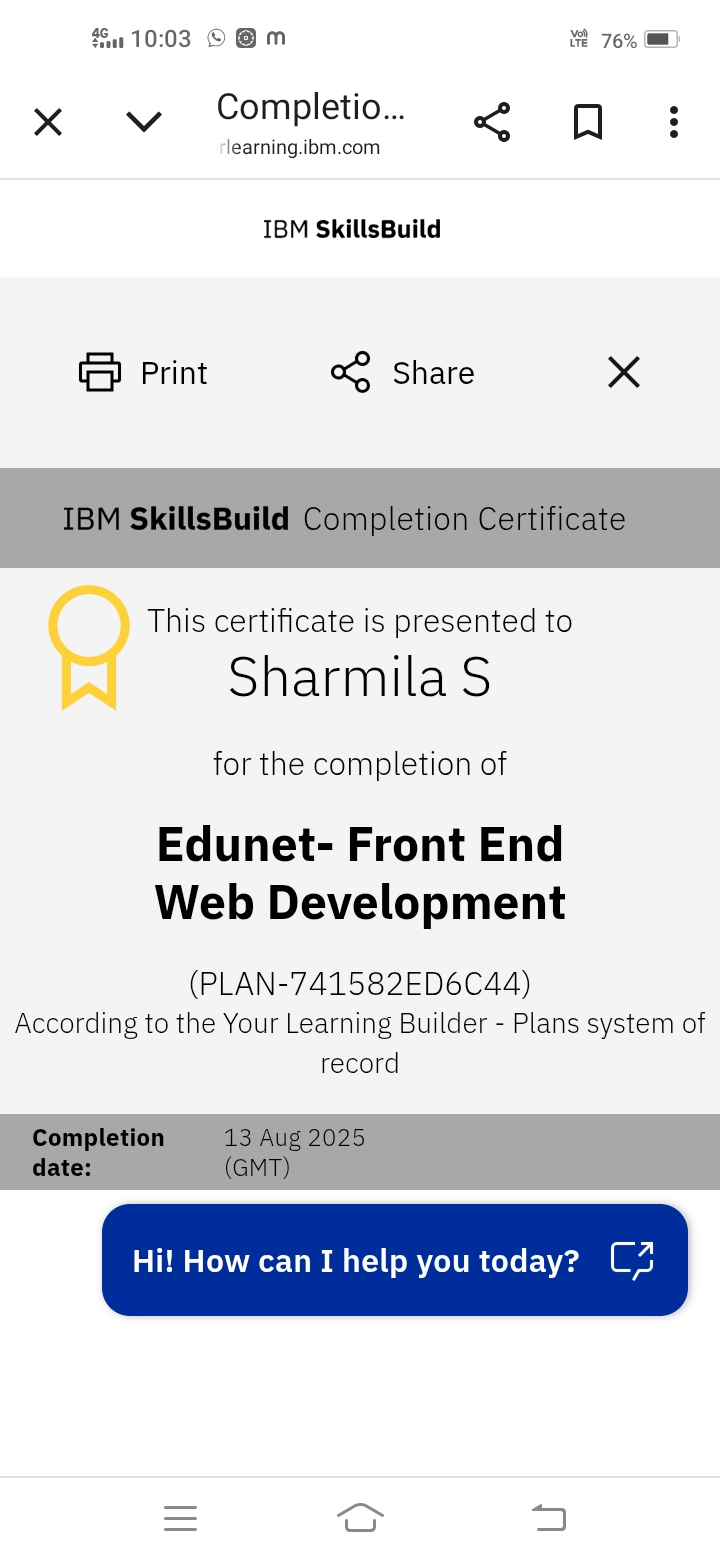 4G 10:03 m Vo) LTE 76%
Completio...
rlearning.ibm.com
IBM SkillsBuild
Print Share
IBM SkillsBuild Completion Certificate
This certificate is presented to
Sharmila S
for the completion of
Edunet- Front End
Web Development
(PLAN-741582ED6C44)
According to the Your Learning Builder - Plans system of
record
Completion 13 Aug 2025
date: (GMT)
Hi! How can I help you today?